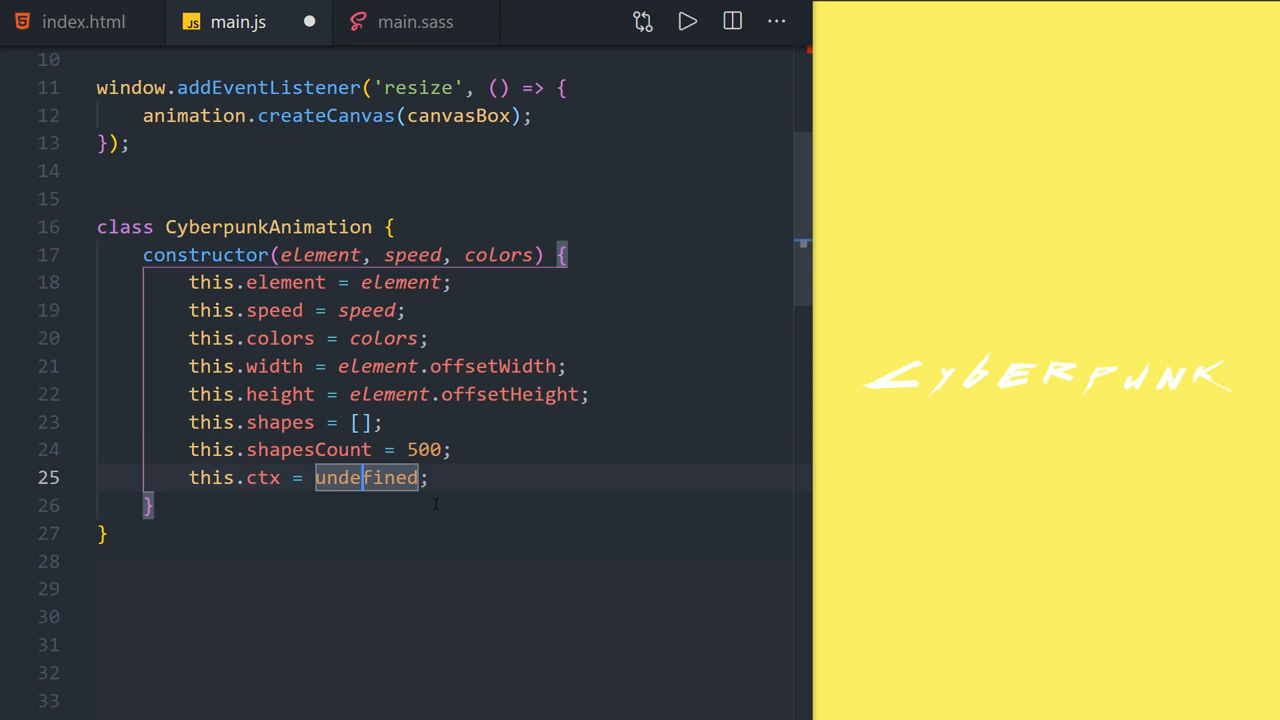 index.html
JS main.js
main.sass
10
11 window.addEventListener('resize', () => {
12 animation.createCanvas(canvasBox);
13 });
14
15
16 class CyberpunkAnimation {
17 constructor(element, speed, colors) {
18 this.element = element;
19 this.speed = speed;
20 this.colors = colors;
21 this.width = element.offsetWidth;
22 this.height = element.offsetHeight;
23 this.shapes = [];
24 this.shapesCount = 500;
25 this.ctx = undefined;
26 }
27 }
28
29
30
31
32
33
CyberpunK